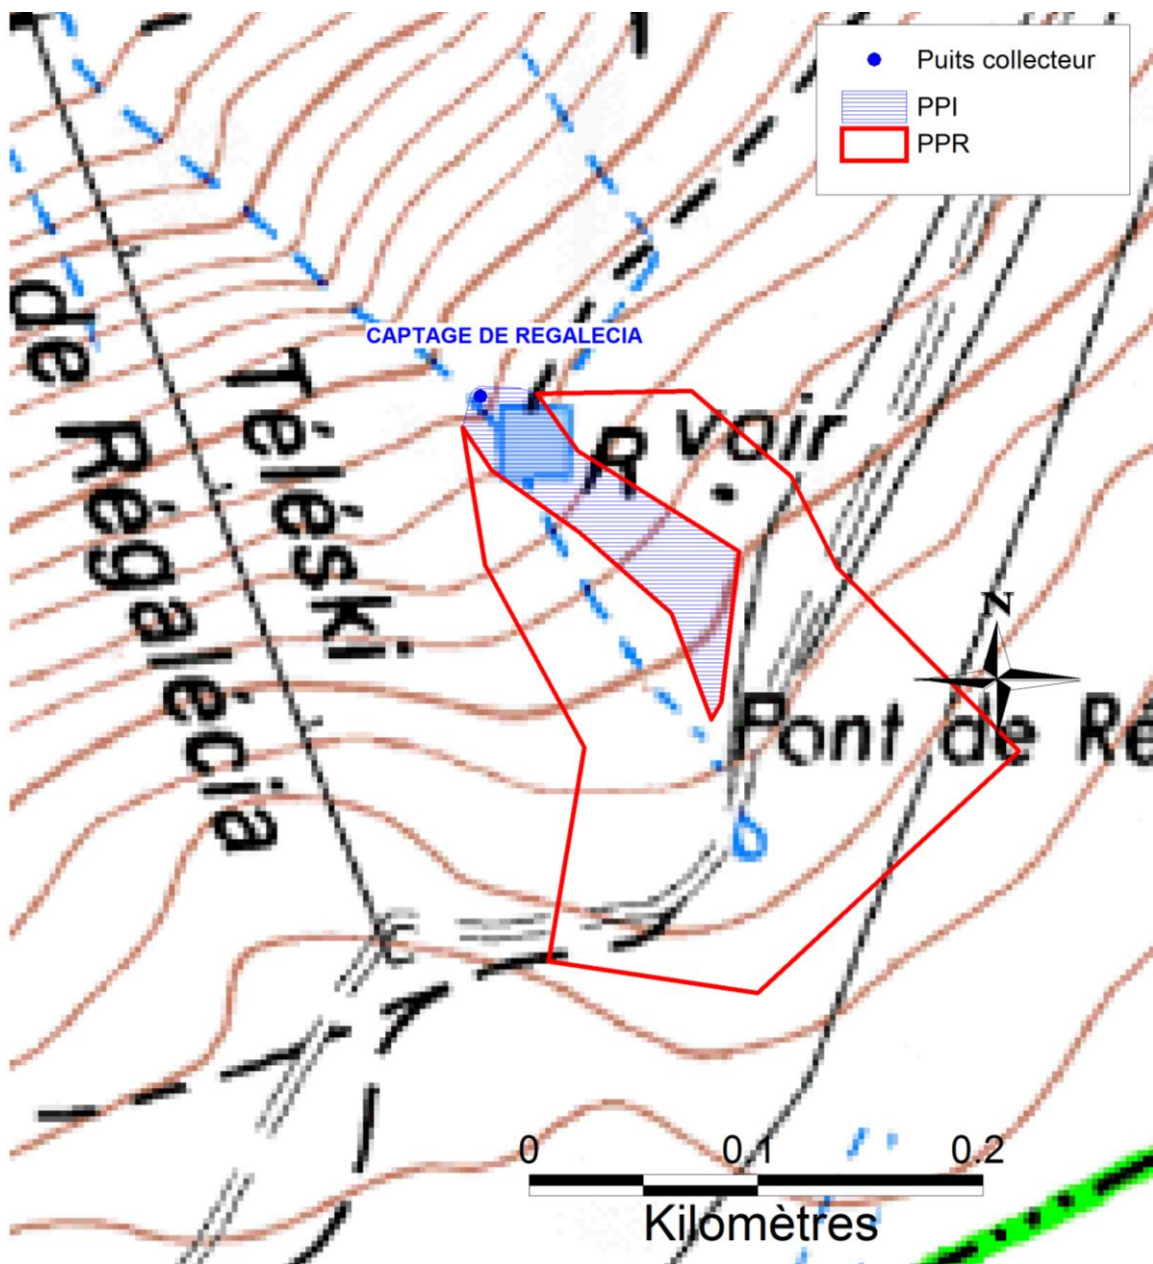 Puits collecteur
PPI
PPR
CAPTAGE DE REGALECIA
de Régalécia
Téléski
R voir
N
Pont de Ré
0 0.1 0.2
Kilomètres